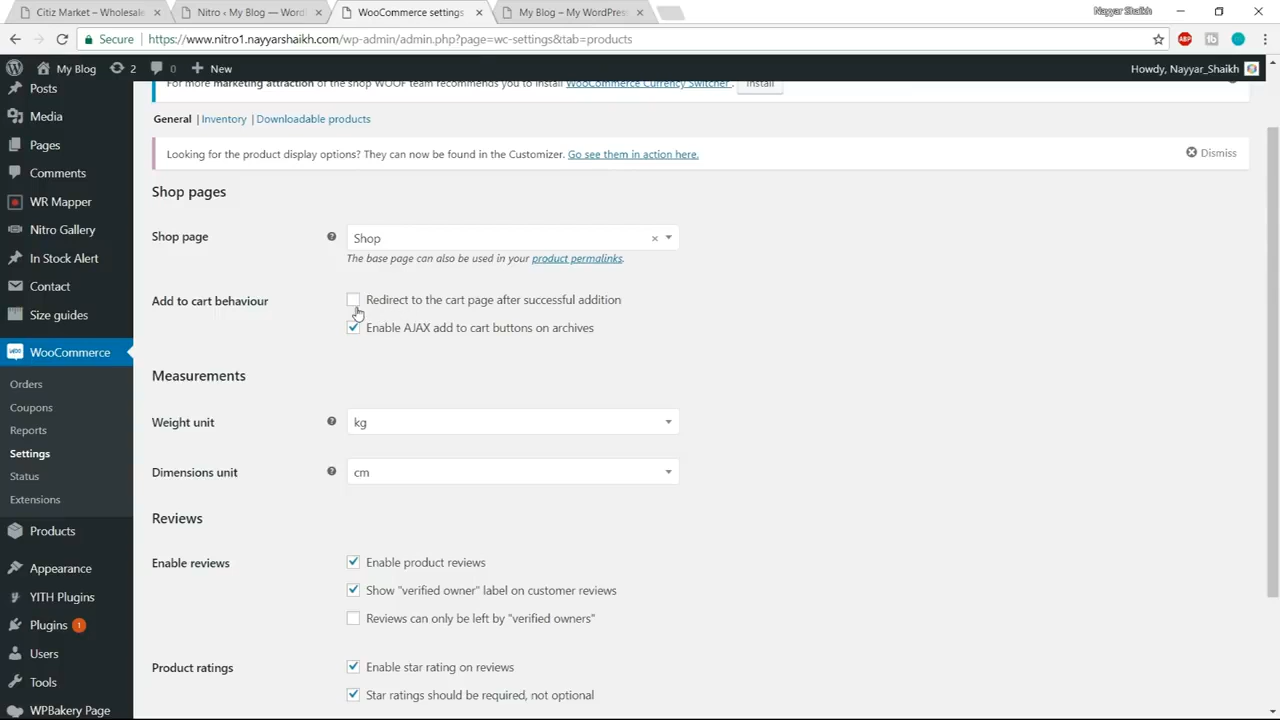 Citiz Market – Wholesale
Nitro ‹ My Blog — Word
WooCommerce settings
My Blog – My WordPress
Nayyar Shaikh
Secure
https://www.nitro1.nayyarshaikh.com/wp-admin/admin.php?page=wc-settings&tab=products
ABP
My Blog
2
0
New
Howdy, Nayyar_Shaikh
For more marketing attraction of the shop WOOF team recommends you to install WooCommerce Currency Switcher. Install
General | Inventory | Downloadable products
Looking for the product display options? They can now be found in the Customizer. Go see them in action here.
Dismiss
Posts
Media
Pages
Comments
WR Mapper
Nitro Gallery
In Stock Alert
Contact
Size guides
WooCommerce
Orders
Coupons
Reports
Settings
Status
Extensions
Products
Appearance
YITH Plugins
Plugins 1
Users
Tools
WPBakery Page
Shop pages
Shop page
Shop
The base page can also be used in your product permalinks.
Add to cart behaviour
Redirect to the cart page after successful addition
Enable AJAX add to cart buttons on archives
Measurements
Weight unit
kg
Dimensions unit
cm
Reviews
Enable reviews
Enable product reviews
Show "verified owner" label on customer reviews
Reviews can only be left by "verified owners"
Product ratings
Enable star rating on reviews
Star ratings should be required, not optional